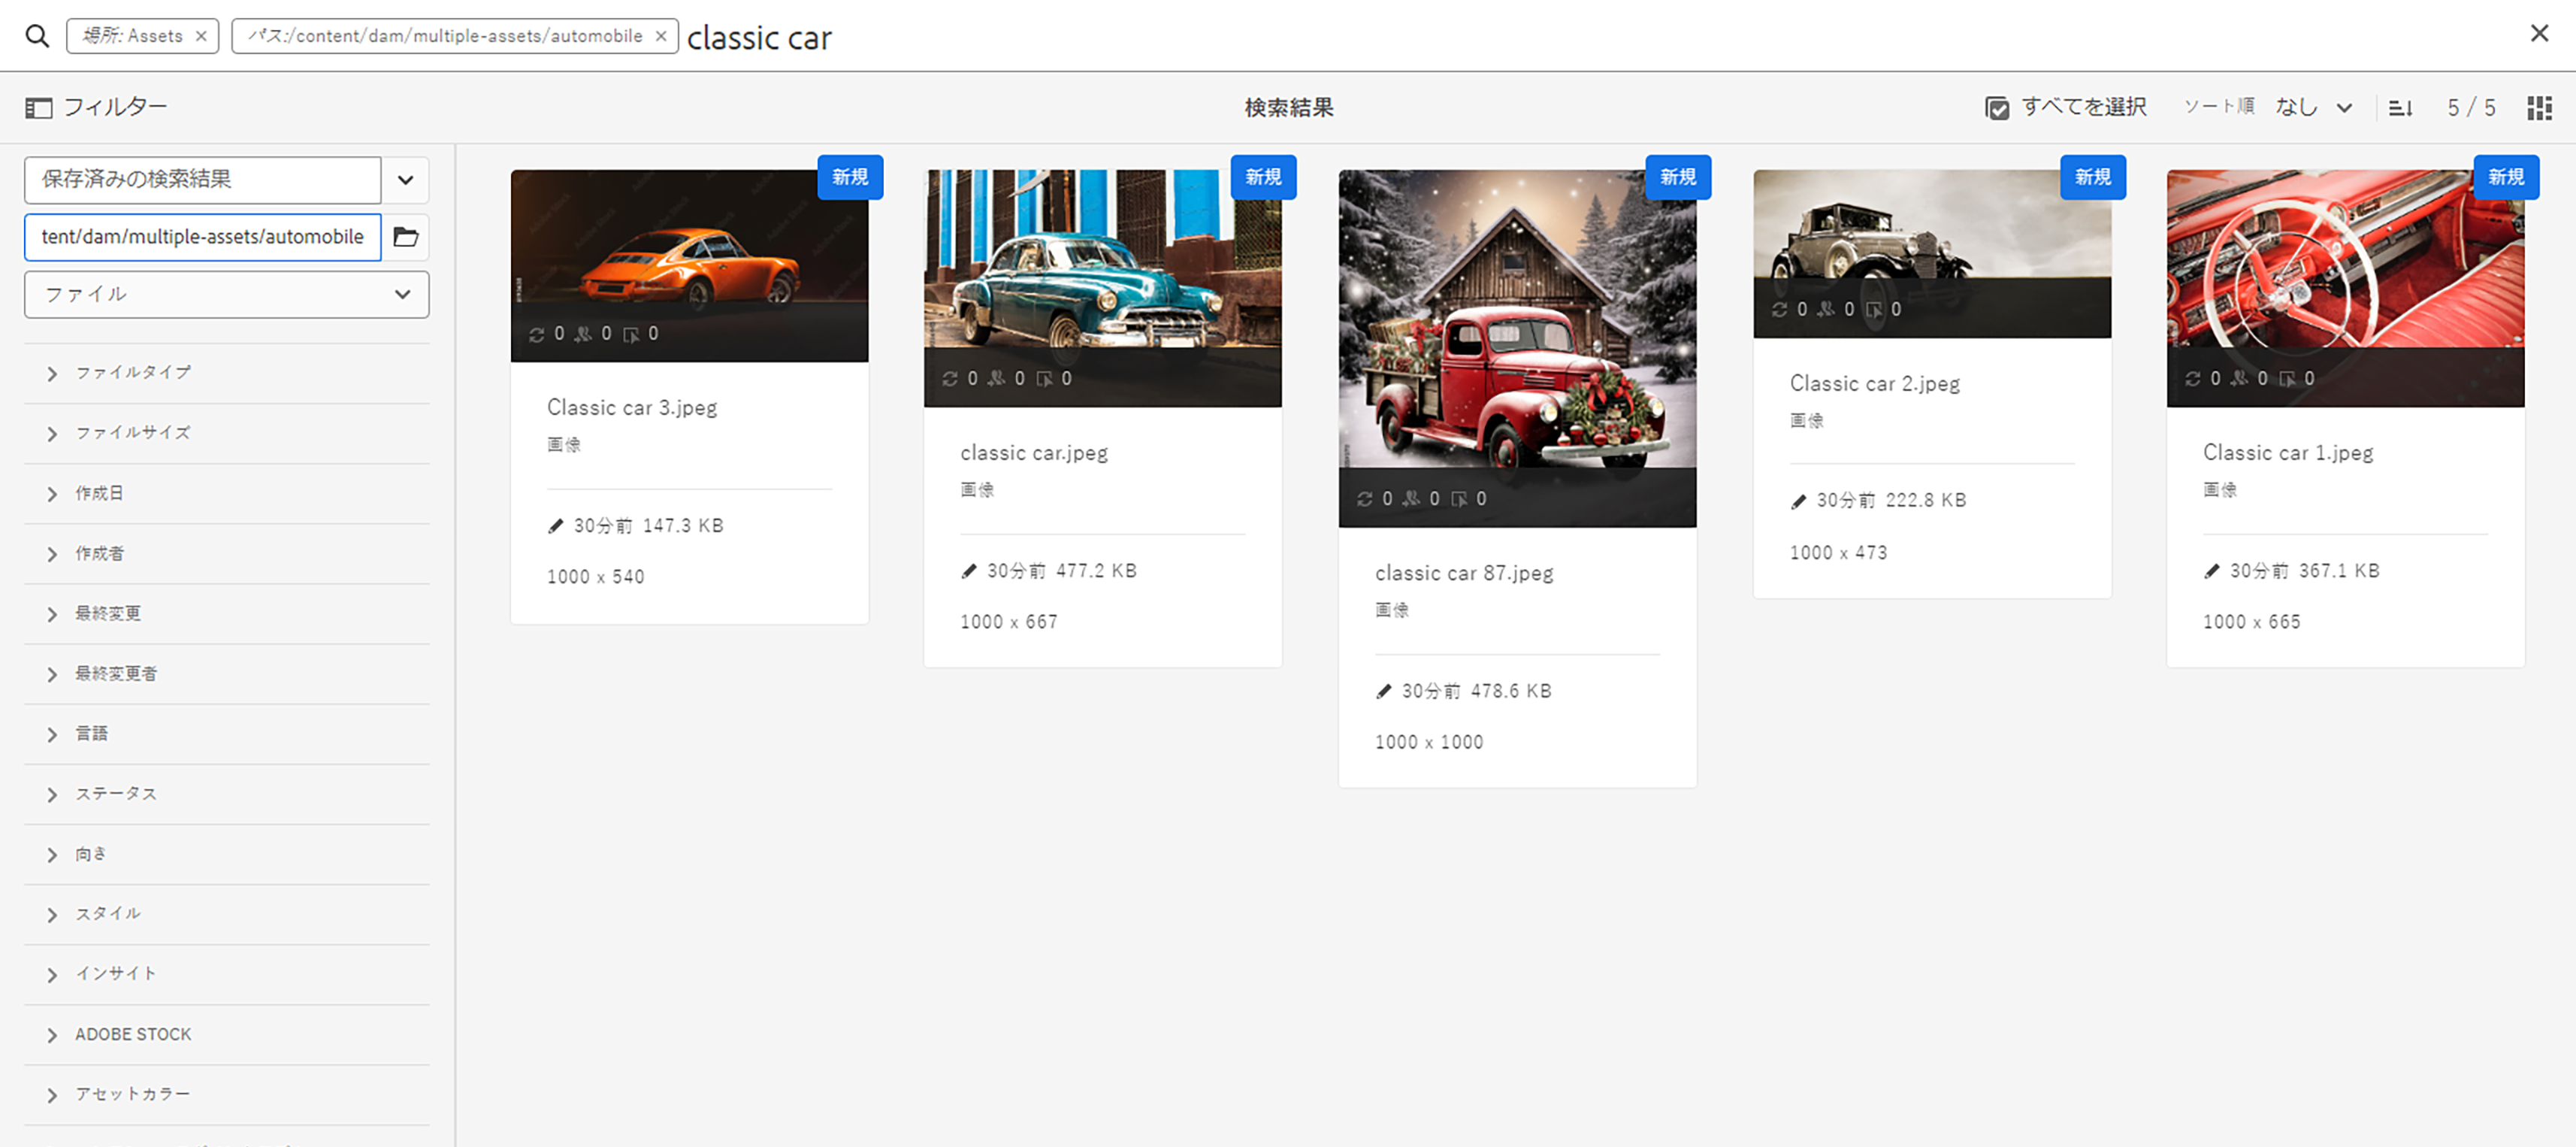 場所: Assets ×
パス:/content/dam/multiple-assets/automobile ×
classic car
フィルター
検索結果
すべてを選択
ソート順 なし
5 / 5
保存済みの検索結果
tent/dam/multiple-assets/automobile
ファイル
ファイルタイプ
ファイルサイズ
作成日
作成者
最終変更
最終変更者
言語
ステータス
向き
スタイル
インサイト
ADOBE STOCK
アセットカラー
新規
0 0 0
Classic car 3.jpeg
画像
30分前 147.3 KB
1000 x 540
新規
0 0 0
classic car.jpeg
画像
30分前 477.2 KB
1000 x 667
新規
0 0 0
classic car 87.jpeg
画像
30分前 478.6 KB
1000 x 1000
新規
0 0 0
Classic car 2.jpeg
画像
30分前 222.8 KB
1000 x 473
新規
0 0 0
Classic car 1.jpeg
画像
30分前 367.1 KB
1000 x 665